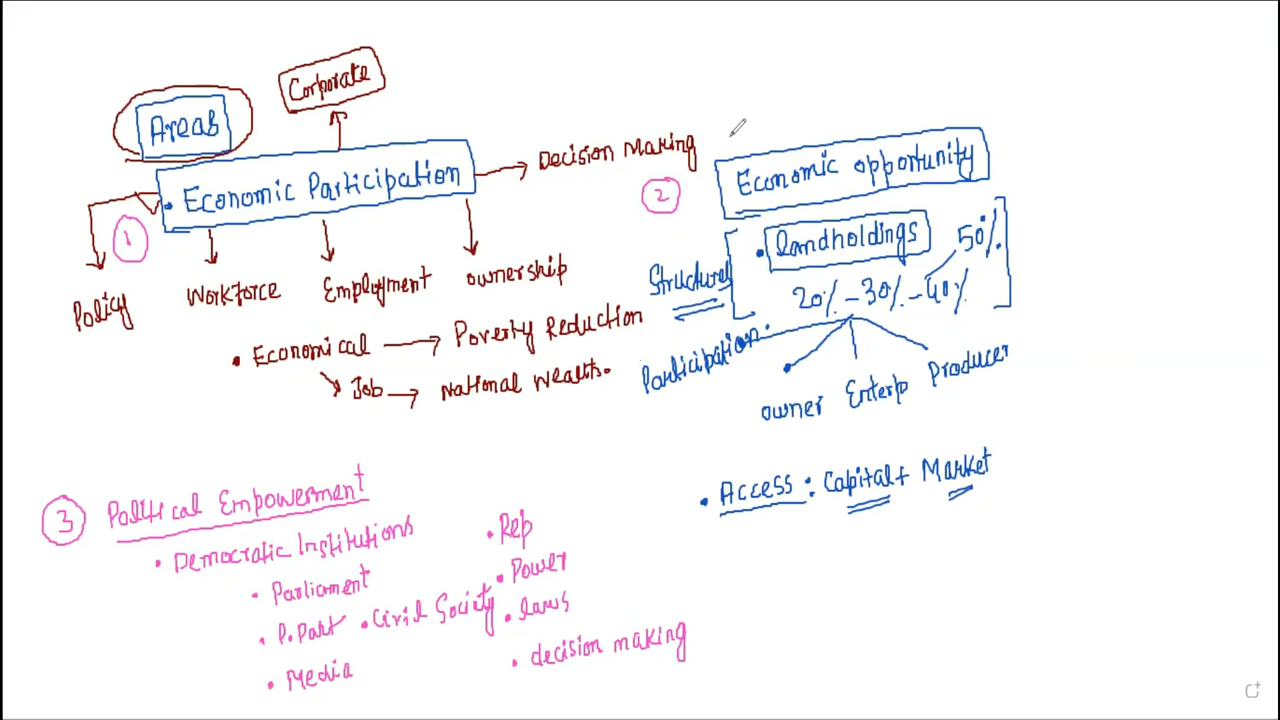 Corporate
Areas
• Economic Participation
Decision Making
1
Policy
Workforce
Employment
ownership
• Economical → Poverty Reduction
Job → National Wealth.
2
Economic opportunity
• landholdings
50%.
20% - 30% - 40%
Structures
Participation.
owner
Enterp
Producer
• Access : Capital + Market
3
Political Empowerment
• Democratic Institutions
• Parliament
• P. Part
• Civil Society
• Media
• Rep
• Power
• laws
• decision making